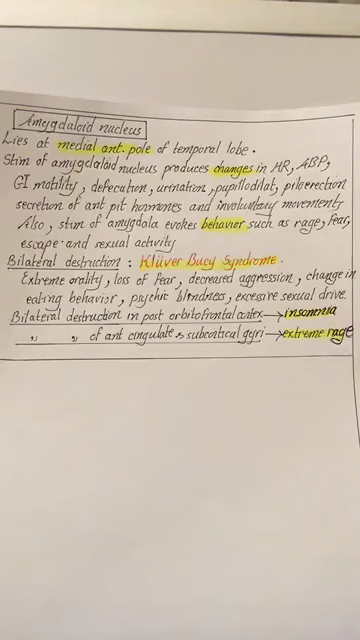 Amygdaloid nucleus
Lies at medial ant. pole of temporal lobe.
Stim of amygdaloid nucleus produces changes in HR, ABP,
GI motility, defecation, urination, pupillodilat, piloerection
secretion of ant pit hormones and involuntary movements
Also, stim of amygdala evokes behavior such as rage, fear,
escape and sexual activity
Bilateral destruction : Klüver Bucy Syndrome.
Extreme orality, loss of fear, decreased aggression, change in
eating behavior, psychic blindness, excessive sexual drive.
Bilateral destruction in post orbitofrontal cortex → insomnia
,, ,, of ant cingulate & subcortical gyri → extreme rage